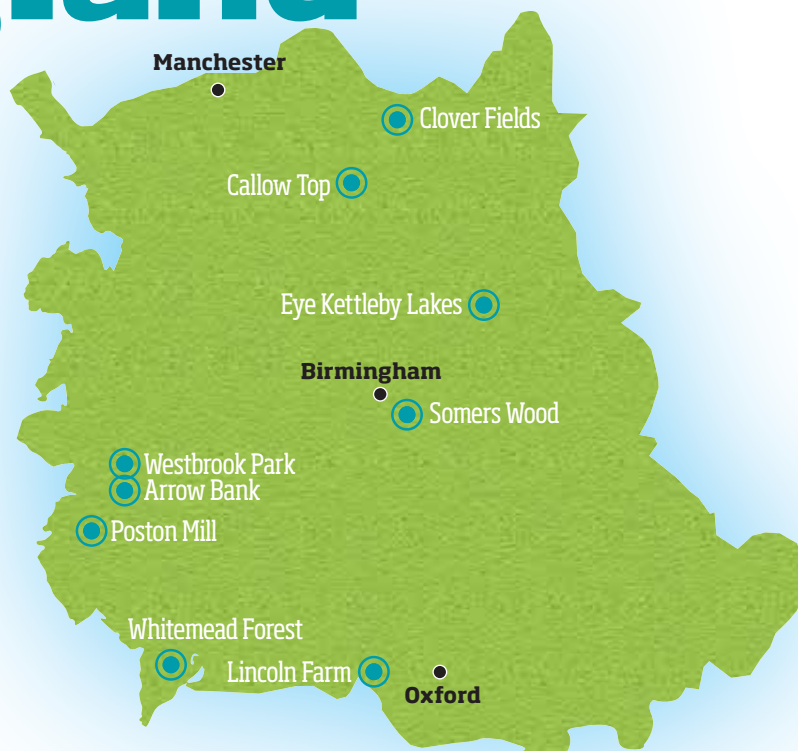 Manchester
Clover Fields
Callow Top
Eye Kettleby Lakes
Birmingham
Somers Wood
Westbrook Park
Arrow Bank
Poston Mill
Whitemead Forest
Lincoln Farm
Oxford